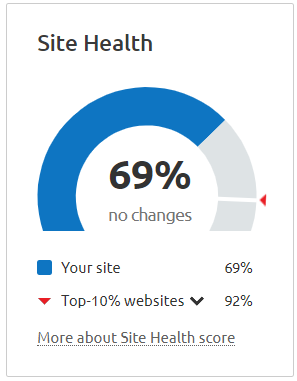 Site Health
69%
no changes
Your site 69%
Top-10% websites 92%
More about Site Health score